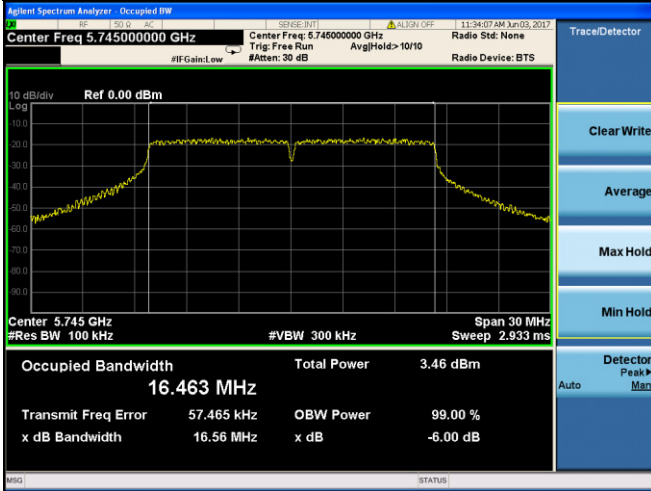 Agilent Spectrum Analyzer - Occupied BW
RF 50 Ω AC SENSE:INT ALIGN OFF 11:34:07 AM Jun 03, 2017
Center Freq 5.745000000 GHz
Center Freq: 5.745000000 GHz
Radio Std: None
Trig: Free Run Avg|Hold:>10/10
#IFGain:Low
#Atten: 30 dB
Radio Device: BTS
Trace/Detector
10 dB/div Ref 0.00 dBm
Log
-10.0
-20.0
-30.0
-40.0
-50.0
-60.0
-70.0
-80.0
-90.0
Center 5.745 GHz Span 30 MHz
#Res BW 100 kHz #VBW 300 kHz Sweep 2.933 ms
Occupied Bandwidth Total Power 3.46 dBm
16.463 MHz
Transmit Freq Error 57.465 kHz OBW Power 99.00 %
x dB Bandwidth 16.56 MHz x dB -6.00 dB
Clear Write
Average
Max Hold
Min Hold
Detector
Peak▶
Auto Man
MSG STATUS